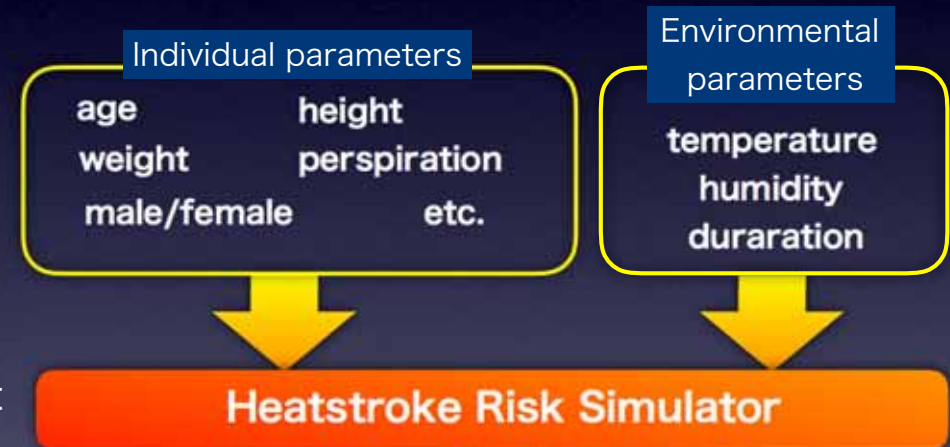 Individual parameters
age height
weight perspiration
male/female etc.
Environmental
parameters
temperature
humidity
duraration
Heatstroke Risk Simulator